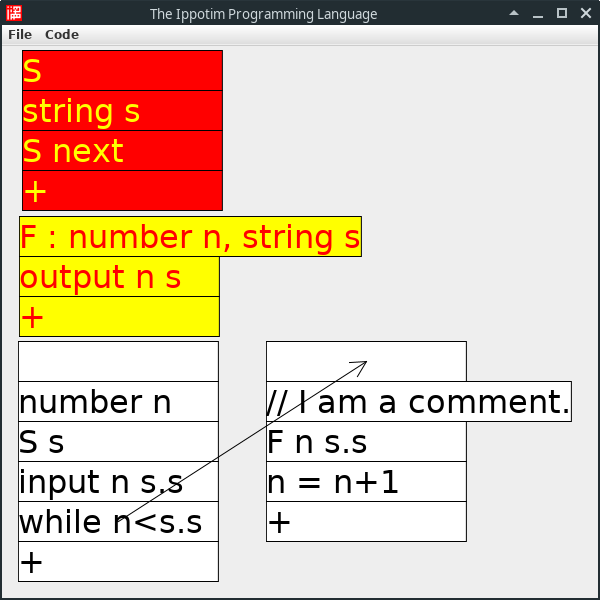 The Ippotim Programming Language
File Code
S
string s
S next
+
F : number n, string s
output n s
+
number n
S s
input n s.s
while n<s.s
+
// I am a comment.
F n s.s
n = n+1
+